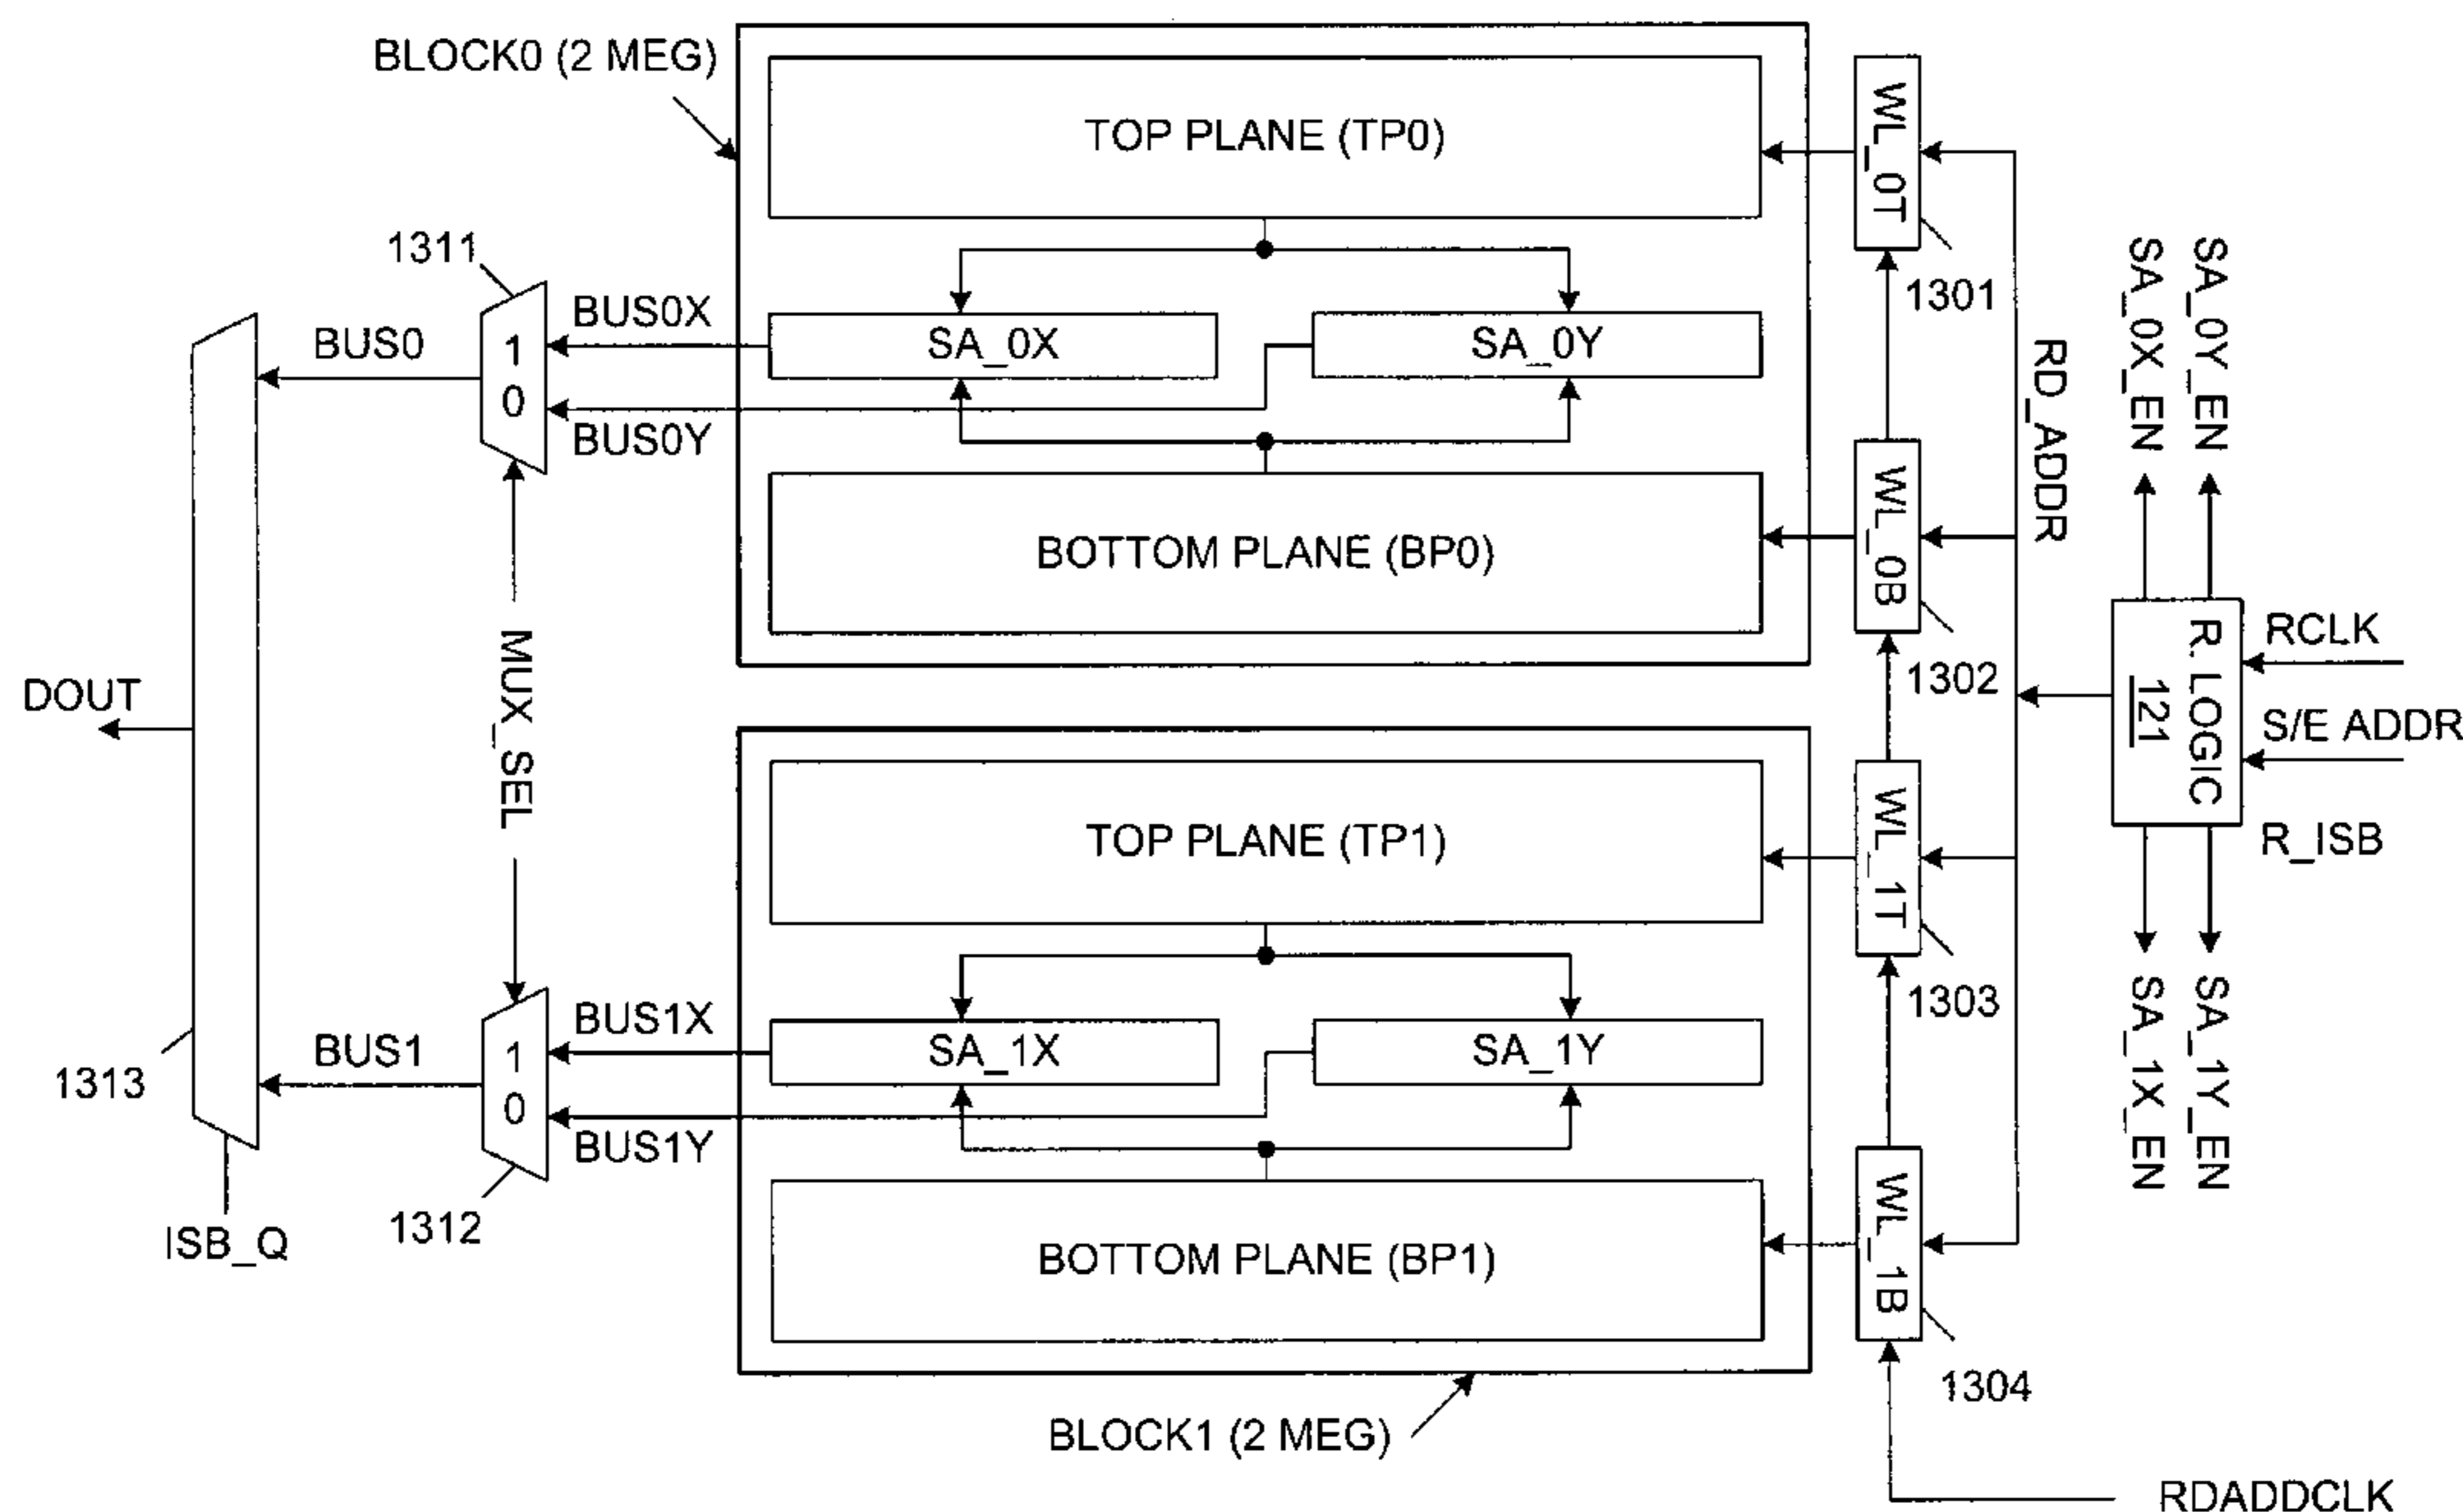 BLOCK0 (2 MEG)
TOP PLANE (TP0)
WL_0T
1301
1311
BUS0X
BUS0
1
0
SA_0X
SA_0Y
BUS0Y
SA_0X_EN
SA_0Y_EN
RD_ADDR
BOTTOM PLANE (BP0)
WL_0B
1302
RCLK
R. LOGIC
121
S/E ADDR
R_ISB
DOUT
MUX_SEL
TOP PLANE (TP1)
WL_1T
1303
SA_1X_EN
SA_1Y_EN
BUS1X
BUS1
1
0
SA_1X
SA_1Y
1313
BUS1Y
1312
ISB_Q
BOTTOM PLANE (BP1)
WL_1B
1304
BLOCK1 (2 MEG)
RDADDCLK